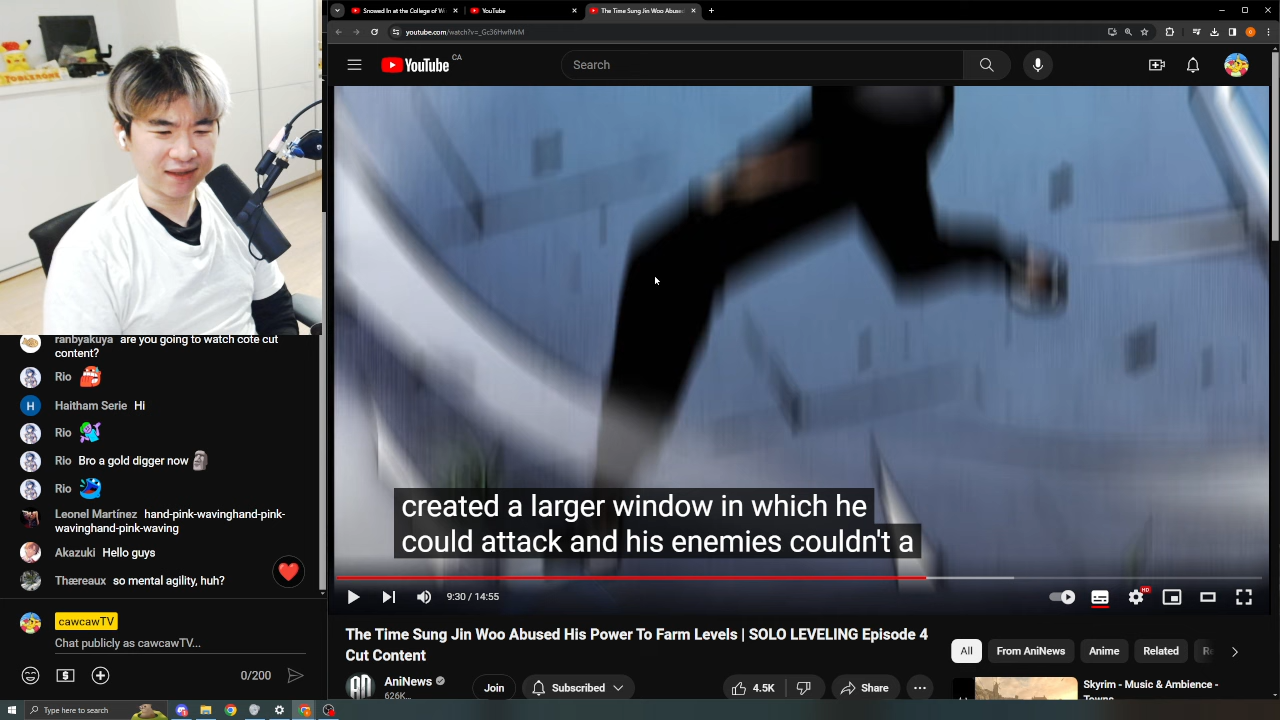 Snowed In at the College of W
YouTube
The Time Sung Jin Woo Abused
youtube.com/watch?v=_Gc36HwfMrM
YouTube CA
Search
TOBLERONE
ranbyakuya are you going to watch cote cut
content?
Rio
Haitham Serie Hi
Rio
Rio Bro a gold digger now
Rio
Leonel Martínez hand-pink-wavinghand-pink-
wavinghand-pink-waving
Akazuki Hello guys
Thæreaux so mental agility, huh?
cawcawTV
Chat publicly as cawcawTV...
0/200
created a larger window in which he
could attack and his enemies couldn't a
9:30 / 14:55
HD
The Time Sung Jin Woo Abused His Power To Farm Levels | SOLO LEVELING Episode 4
Cut Content
AniNews
626K
Join
Subscribed
4.5K
Share
All
From AniNews
Anime
Related
Skyrim - Music & Ambience -
Type here to search